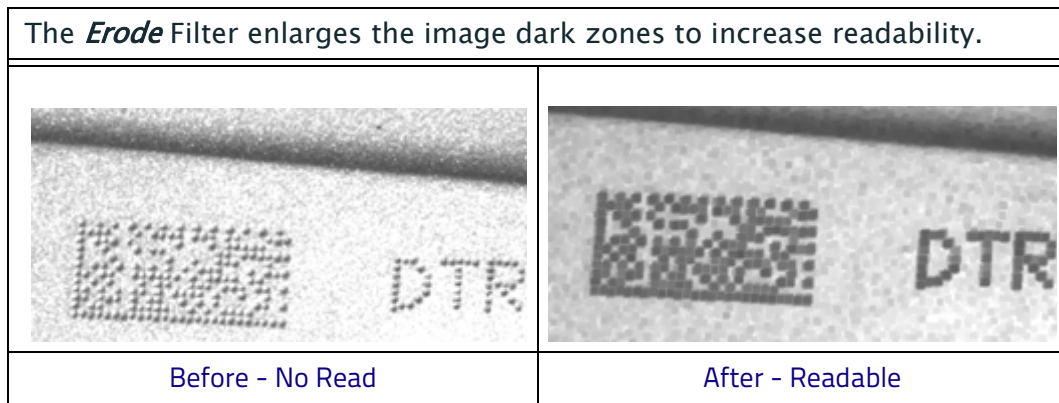 The Erode Filter enlarges the image dark zones to increase readability.
DTR
DTR
Before - No Read
After - Readable